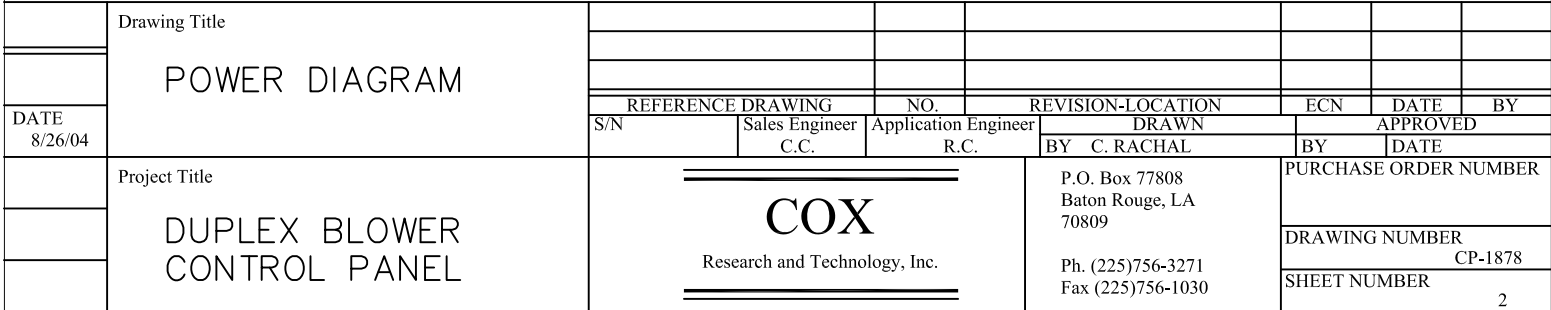 Drawing Title
POWER DIAGRAM
DATE
8/26/04
REFERENCE DRAWING NO. REVISION-LOCATION ECN DATE BY
S/N Sales Engineer Application Engineer DRAWN APPROVED
C.C. R.C. BY C. RACHAL BY DATE
Project Title
DUPLEX BLOWER
CONTROL PANEL
COX
Research and Technology, Inc.
P.O. Box 77808
Baton Rouge, LA
70809
Ph. (225)756-3271
Fax (225)756-1030
PURCHASE ORDER NUMBER
DRAWING NUMBER
CP-1878
SHEET NUMBER
2